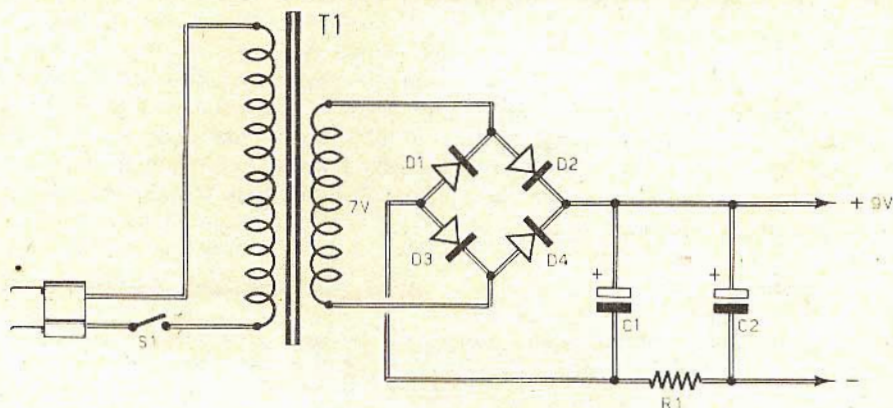 T1
D1
D2
7V
+ 9V
D3
D4
+
+
C1
C2
S1
R1
-